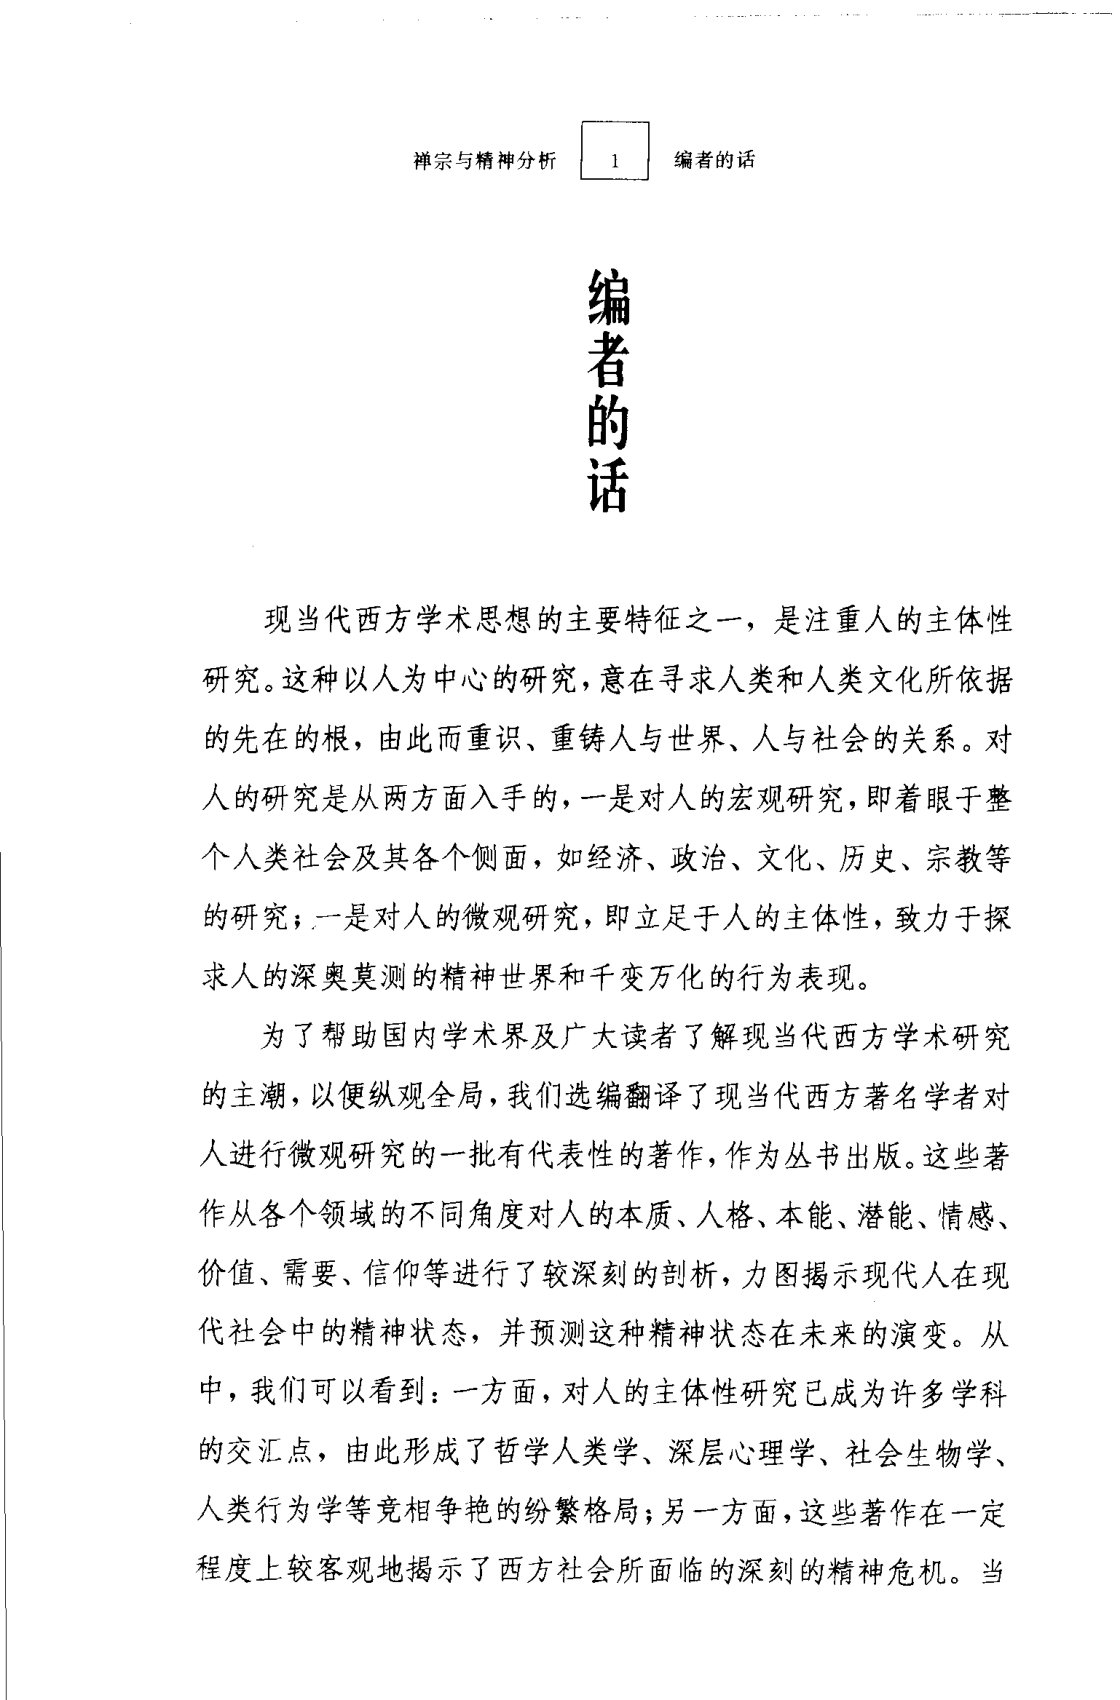 禅宗与精神分析 1 编者的话
编者的话
现当代西方学术思想的主要特征之一，是注重人的主体性
研究。这种以人为中心的研究，意在寻求人类和人类文化所依据
的先在的根，由此而重识、重铸人与世界、人与社会的关系。对
人的研究是从两方面入手的，一是对人的宏观研究，即着眼于整
个人类社会及其各个侧面，如经济、政治、文化、历史、宗教等
的研究；一是对人的微观研究，即立足于人的主体性，致力于探
求人的深奥莫测的精神世界和千变万化的行为表现。
为了帮助国内学术界及广大读者了解现当代西方学术研究
的主潮，以便纵观全局，我们选编翻译了现当代西方著名学者对
人进行微观研究的一批有代表性的著作，作为丛书出版。这些著
作从各个领域的不同角度对人的本质、人格、本能、潜能、情感、
价值、需要、信仰等进行了较深刻的剖析，力图揭示现代人在现
代社会中的精神状态，并预测这种精神状态在未来的演变。从
中，我们可以看到：一方面，对人的主体性研究已成为许多学科
的交汇点，由此形成了哲学人类学、深层心理学、社会生物学、
人类行为学等竞相争艳的纷繁格局；另一方面，这些著作在一定
程度上较客观地揭示了西方社会所面临的深刻的精神危机。当